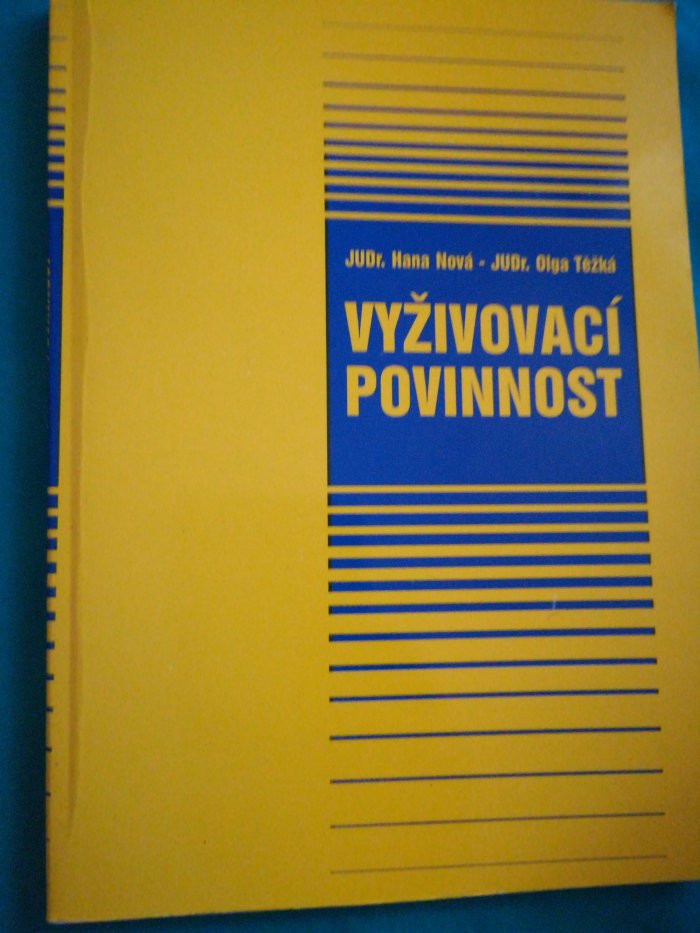 JUDr. Hana Nová - JUDr. Olga Těžká
VYŽIVOVACÍ
POVINNOST